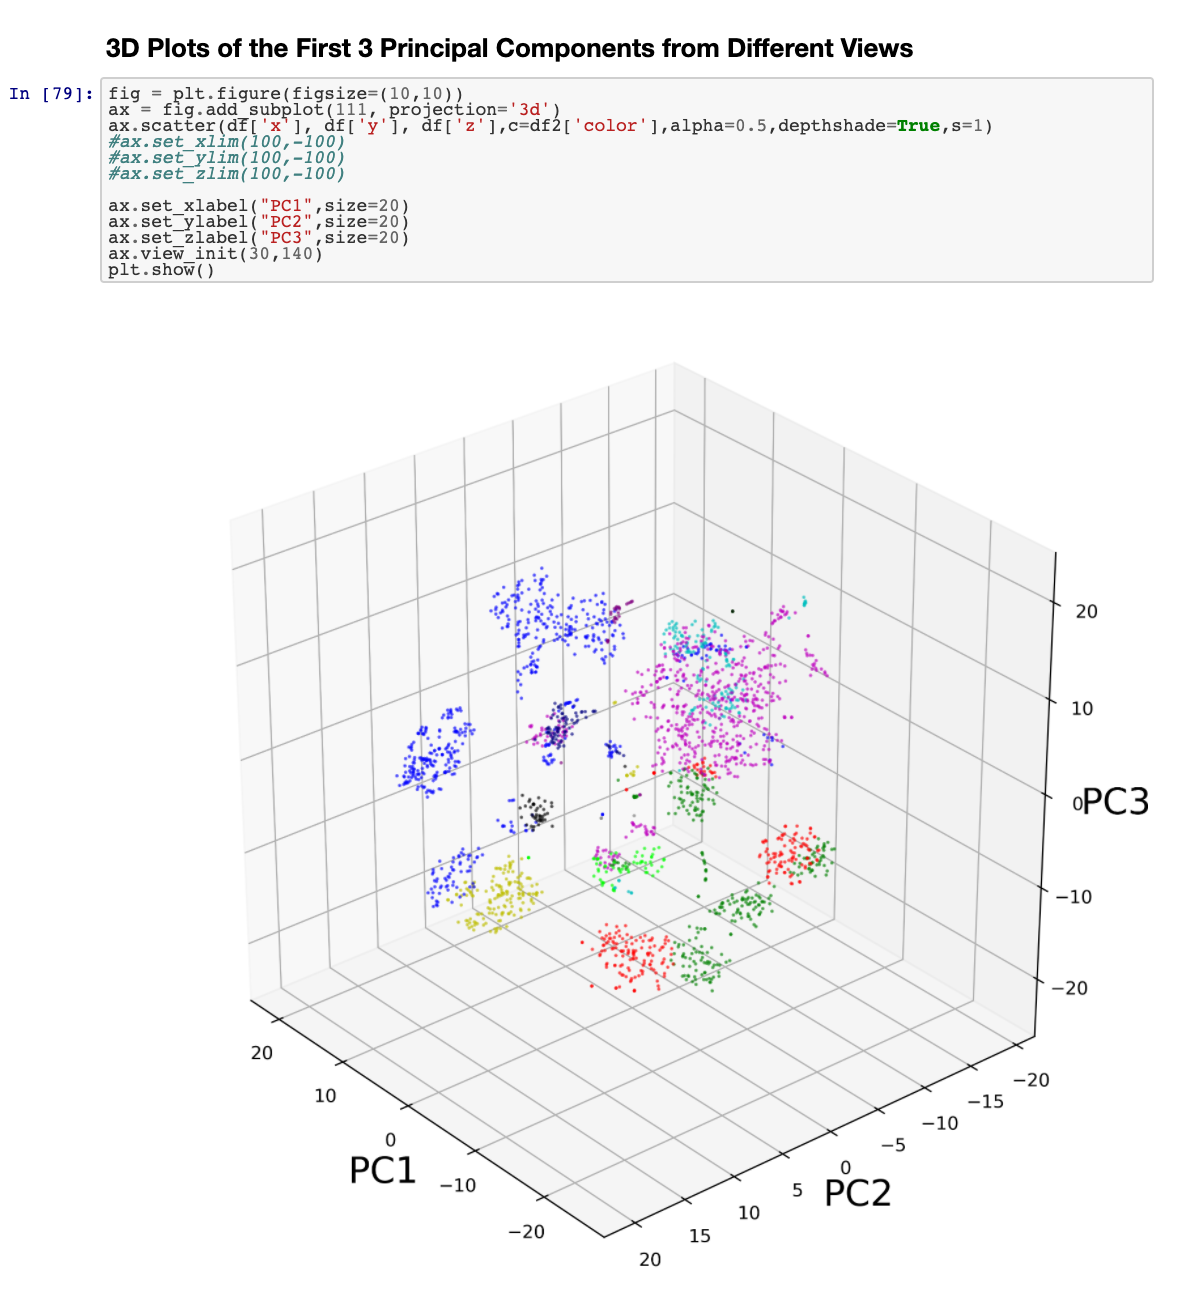 3D Plots of the First 3 Principal Components from Different Views
In [79]:
fig = plt.figure(figsize=(10,10))
ax = fig.add_subplot(111, projection='3d')
ax.scatter(df['x'], df['y'], df['z'],c=df2['color'],alpha=0.5,depthshade=True,s=1)
#ax.set_xlim(100,-100)
#ax.set_ylim(100,-100)
#ax.set_zlim(100,-100)
ax.set_xlabel("PC1",size=20)
ax.set_ylabel("PC2",size=20)
ax.set_zlabel("PC3",size=20)
ax.view_init(30,140)
plt.show()
20
10
0
PC3
−10
−20
20
10
0
−10
−20
PC1
−20
−15
−10
−5
0
5
10
15
20
PC2